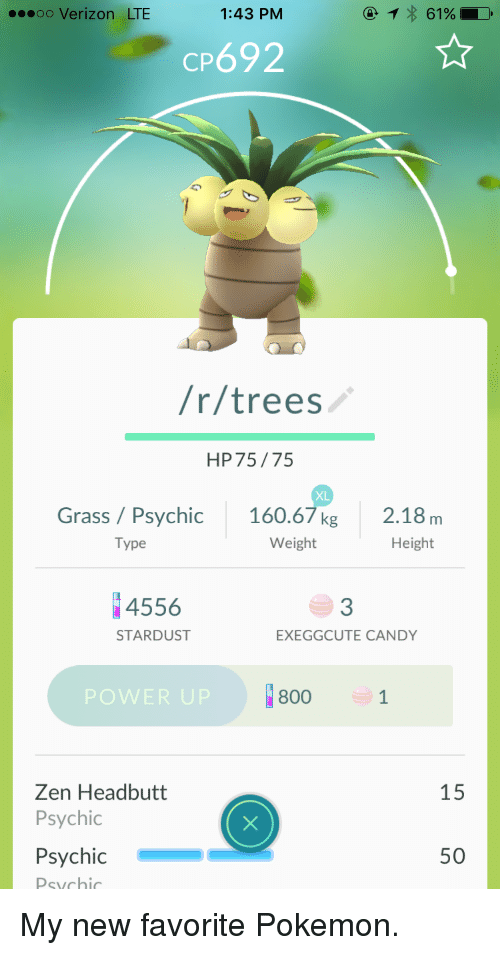 Verizon LTE 1:43 PM 61%
CP692
/r/trees
HP 75 / 75
XL
Grass / Psychic 160.67 kg 2.18 m
Type Weight Height
4556 3
STARDUST EXEGGCUTE CANDY
POWER UP 800 1
Zen Headbutt 15
Psychic
Psychic 50
Psychic
My new favorite Pokemon.